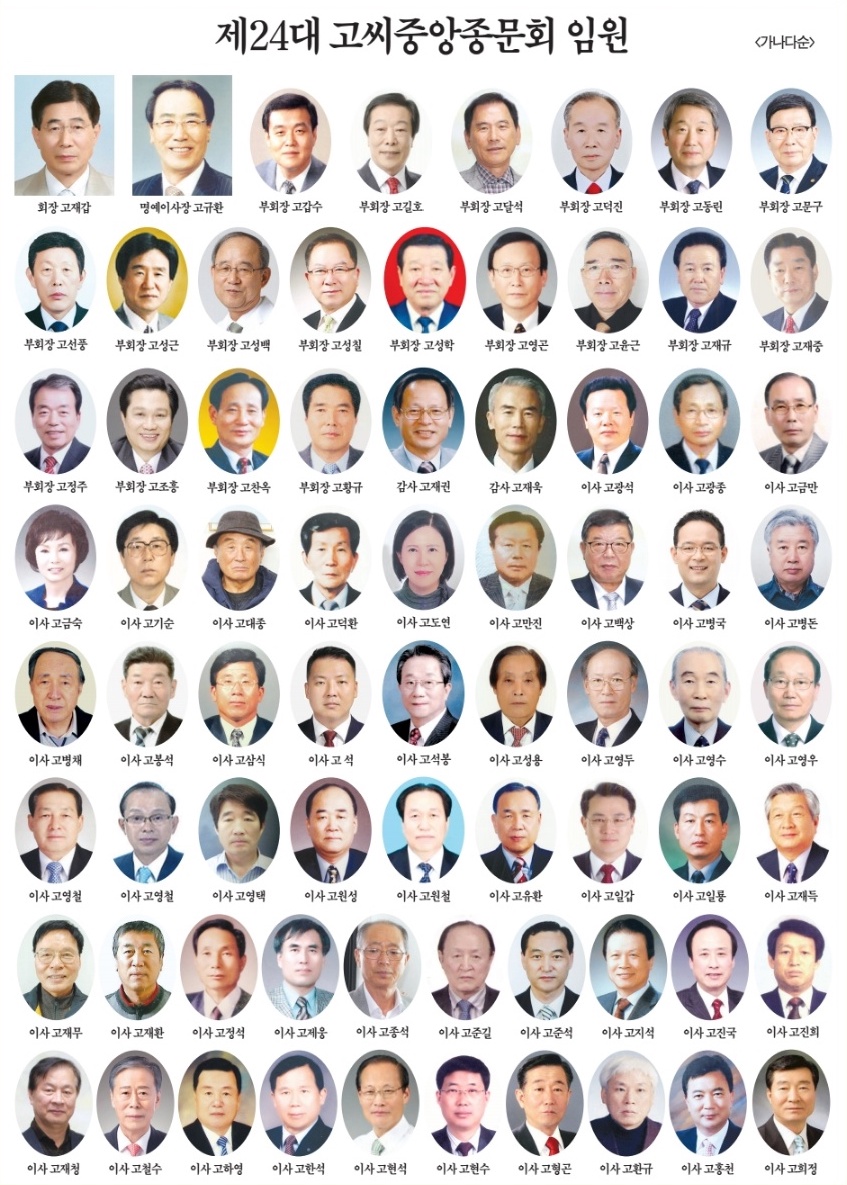 제24대 고씨중앙종문회 임원
<가나다순>
회장 고재갑 명예이사장 고규환 부회장 고갑수 부회장 고길호 부회장 고달석 부회장 고덕진 부회장 고동린 부회장 고문구
부회장 고선풍 부회장 고성근 부회장 고성백 부회장 고성칠 부회장 고성학 부회장 고영곤 부회장 고윤근 부회장 고재규 부회장 고재중
부회장 고정주 부회장 고조흥 부회장 고찬옥 부회장 고황규 감사 고재권 감사 고재욱 이사 고광석 이사 고광종 이사 고금만
이사 고금숙 이사 고기순 이사 고대종 이사 고덕환 이사 고도연 이사 고만진 이사 고백상 이사 고병국 이사 고병돈
이사 고병채 이사 고봉석 이사 고삼식 이사 고 석 이사 고석봉 이사 고성용 이사 고영두 이사 고영수 이사 고영우
이사 고영철 이사 고영철 이사 고영택 이사 고원성 이사 고원철 이사 고유환 이사 고일갑 이사 고일룡 이사 고재득
이사 고재무 이사 고재환 이사 고정석 이사 고제웅 이사 고종석 이사 고준길 이사 고준석 이사 고지석 이사 고진국 이사 고진희
이사 고재청 이사 고철수 이사 고하영 이사 고한석 이사 고현석 이사 고현수 이사 고형곤 이사 고환규 이사 고홍천 이사 고희정